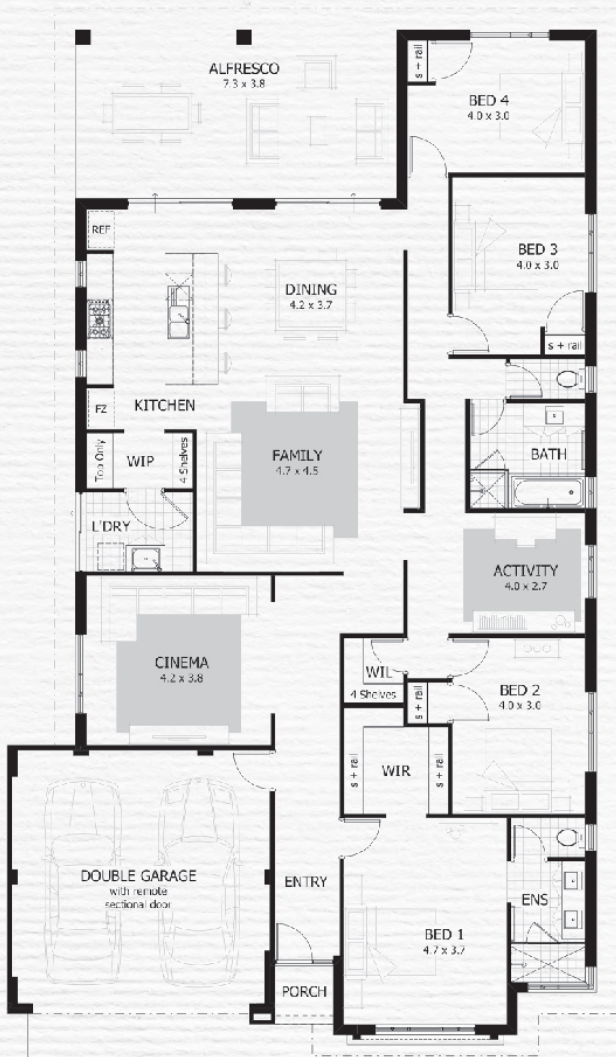 ALFRESCO
7.3 x 3.8
s + rail
BED 4
4.0 x 3.0
REF
BED 3
4.0 x 3.0
DINING
4.2 x 3.7
s + rail
FZ
KITCHEN
Top Only
WIP
4 Shelves
FAMILY
4.7 x 4.5
BATH
L'DRY
ACTIVITY
4.0 x 2.7
CINEMA
4.2 x 3.8
WIL
4 Shelves
s + rail
BED 2
4.0 x 3.0
s + rail
WIR
s + rail
DOUBLE GARAGE
with remote
sectional door
ENTRY
ENS
BED 1
4.7 x 3.7
PORCH